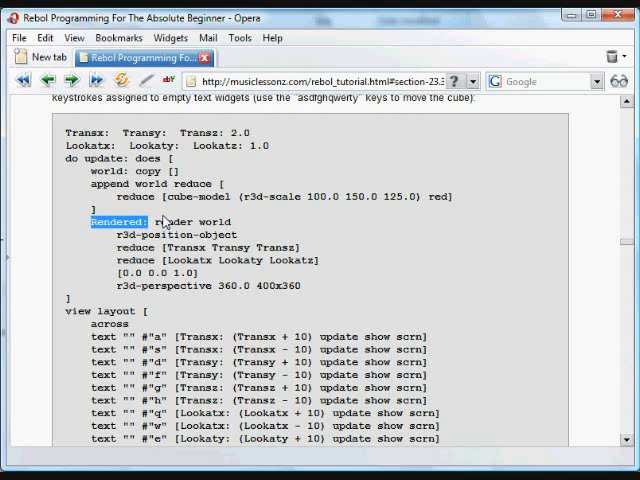 Rebol Programming For The Absolute Beginner - Opera
File Edit View Bookmarks Widgets Mail Tools Help
New tab Rebol Programming For The Absolute
http://musiclessonz.com/rebol_tutorial.html#section-23.3 ? Google
keystrokes assigned to empty text widgets (use the "asdfghqwerty" keys to move the cube):
Transx: Transy: Transz: 2.0
Lookatx: Lookaty: Lookatz: 1.0
do update: does [
world: copy []
append world reduce [
reduce [cube-model (r3d-scale 100.0 150.0 125.0) red]
]
Rendered: render world
r3d-position-object
reduce [Transx Transy Transz]
reduce [Lookatx Lookaty Lookatz]
[0.0 0.0 1.0]
r3d-perspective 360.0 400x360
]
view layout [
across
text "" #"a" [Transx: (Transx + 10) update show scrn]
text "" #"s" [Transx: (Transx - 10) update show scrn]
text "" #"d" [Transy: (Transy + 10) update show scrn]
text "" #"f" [Transy: (Transy - 10) update show scrn]
text "" #"g" [Transz: (Transz + 10) update show scrn]
text "" #"h" [Transz: (Transz - 10) update show scrn]
text "" #"q" [Lookatx: (Lookatx + 10) update show scrn]
text "" #"w" [Lookatx: (Lookatx - 10) update show scrn]
text "" #"e" [Lookaty: (Lookaty + 10) update show scrn]